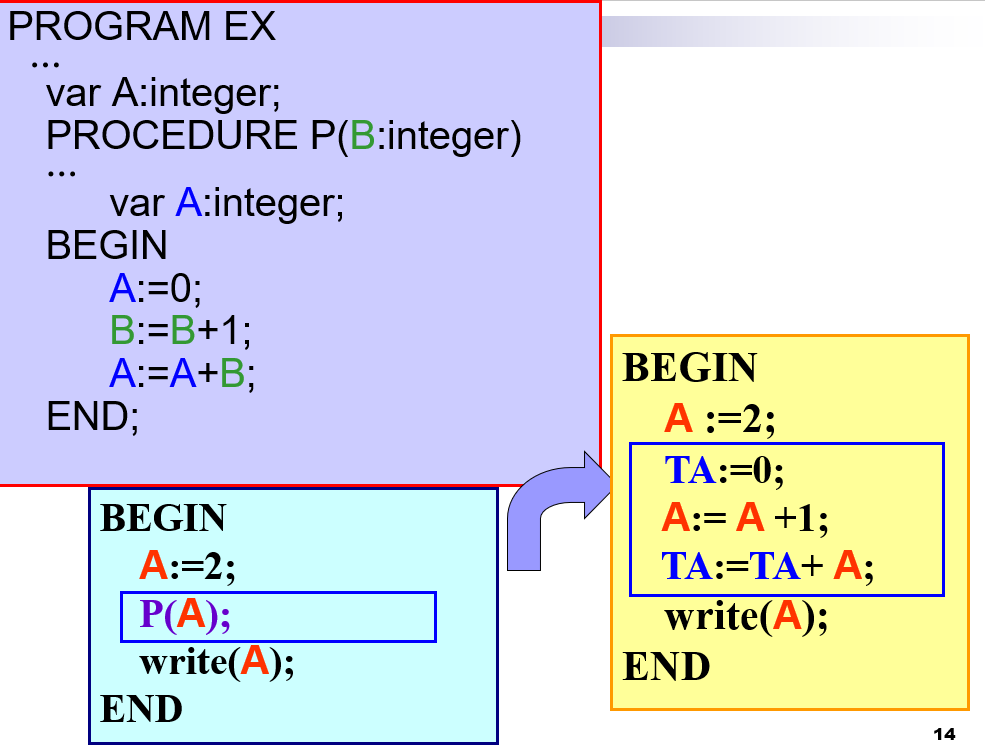 PROGRAM EX
...
var A:integer;
PROCEDURE P(B:integer)
...
var A:integer;
BEGIN
A:=0;
B:=B+1;
A:=A+B;
END;
BEGIN
A:=2;
P(A);
write(A);
END
BEGIN
A :=2;
TA:=0;
A:= A +1;
TA:=TA+ A;
write(A);
END
14